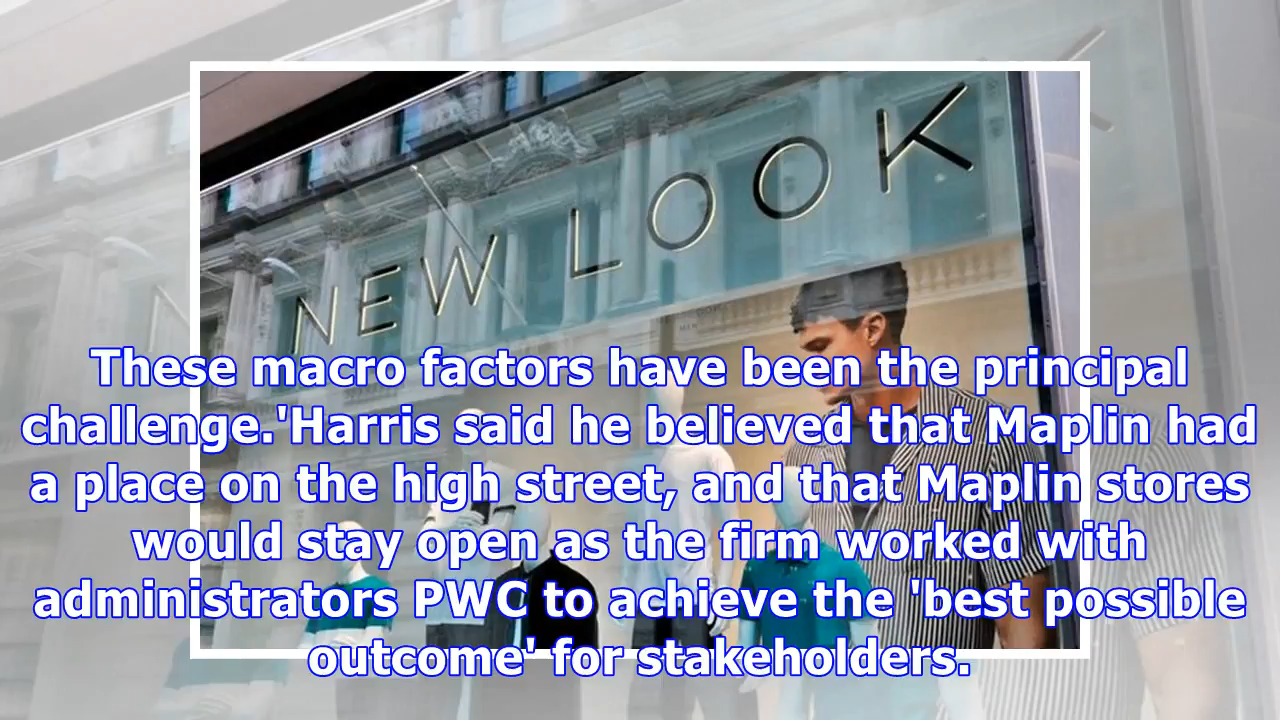 NEW LOOK
These macro factors have been the principal
challenge.'Harris said he believed that Maplin had
a place on the high street, and that Maplin stores
would stay open as the firm worked with
administrators PWC to achieve the 'best possible
outcome' for stakeholders.